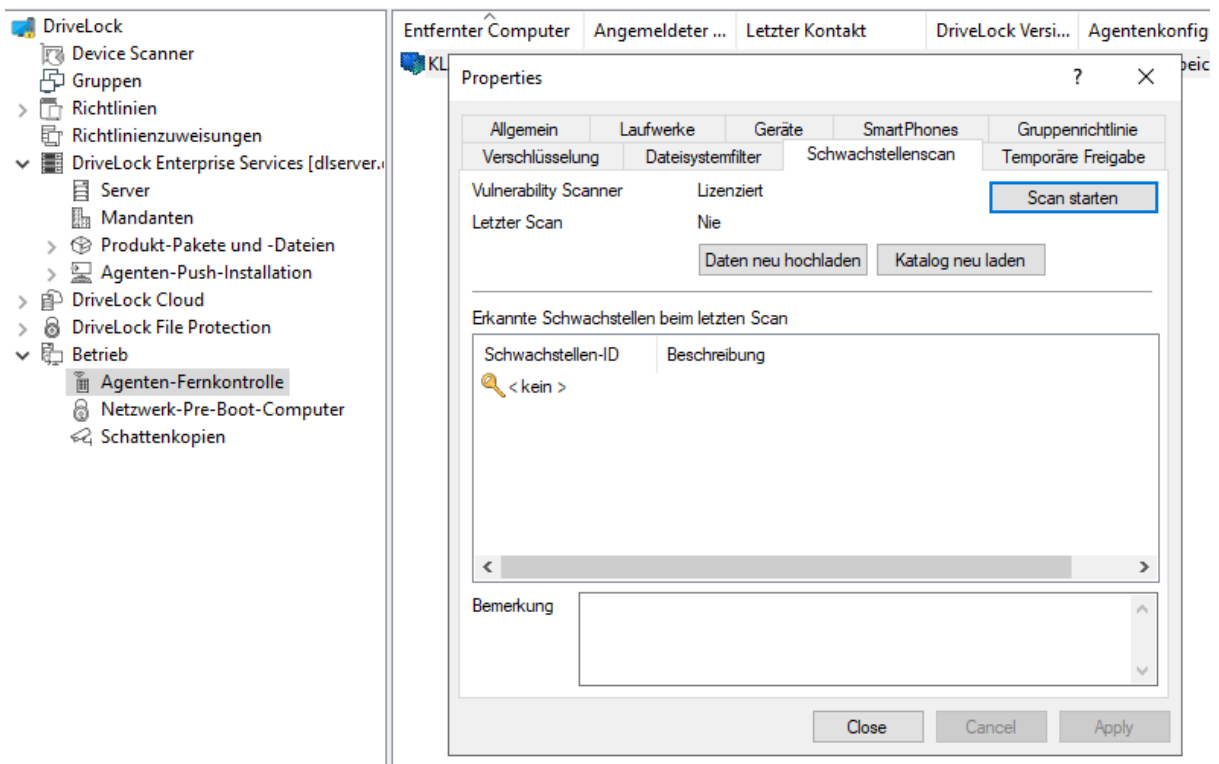 DriveLock
Device Scanner
Gruppen
Richtlinien
Richtlinienzuweisungen
DriveLock Enterprise Services [dlserver.
Server
Mandanten
Produkt-Pakete und -Dateien
Agenten-Push-Installation
DriveLock Cloud
DriveLock File Protection
Betrieb
Agenten-Fernkontrolle
Netzwerk-Pre-Boot-Computer
Schattenkopien
Entfernter Computer Angemeldeter ... Letzter Kontakt DriveLock Versi... Agentenkonfig
KL
Properties ?
Allgemein Laufwerke Geräte SmartPhones Gruppenrichtlinie
Verschlüsselung Dateisystemfilter Schwachstellenscan Temporäre Freigabe
Vulnerability Scanner Lizenziert Scan starten
Letzter Scan Nie
Daten neu hochladen Katalog neu laden
Erkannte Schwachstellen beim letzten Scan
Schwachstellen-ID Beschreibung
< kein >
Bemerkung
Close Cancel Apply